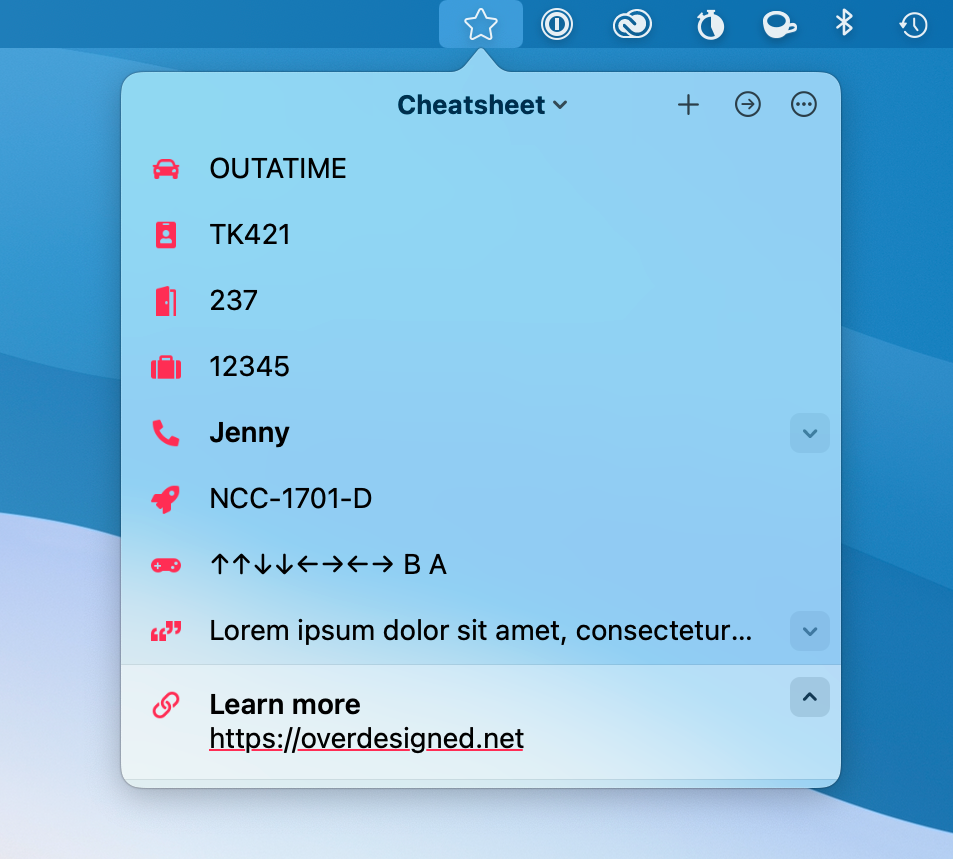 Cheatsheet
OUTATIME
TK421
237
12345
Jenny
NCC-1701-D
↑↑↓↓←→←→ B A
Lorem ipsum dolor sit amet, consectetur...
Learn more
https://overdesigned.net